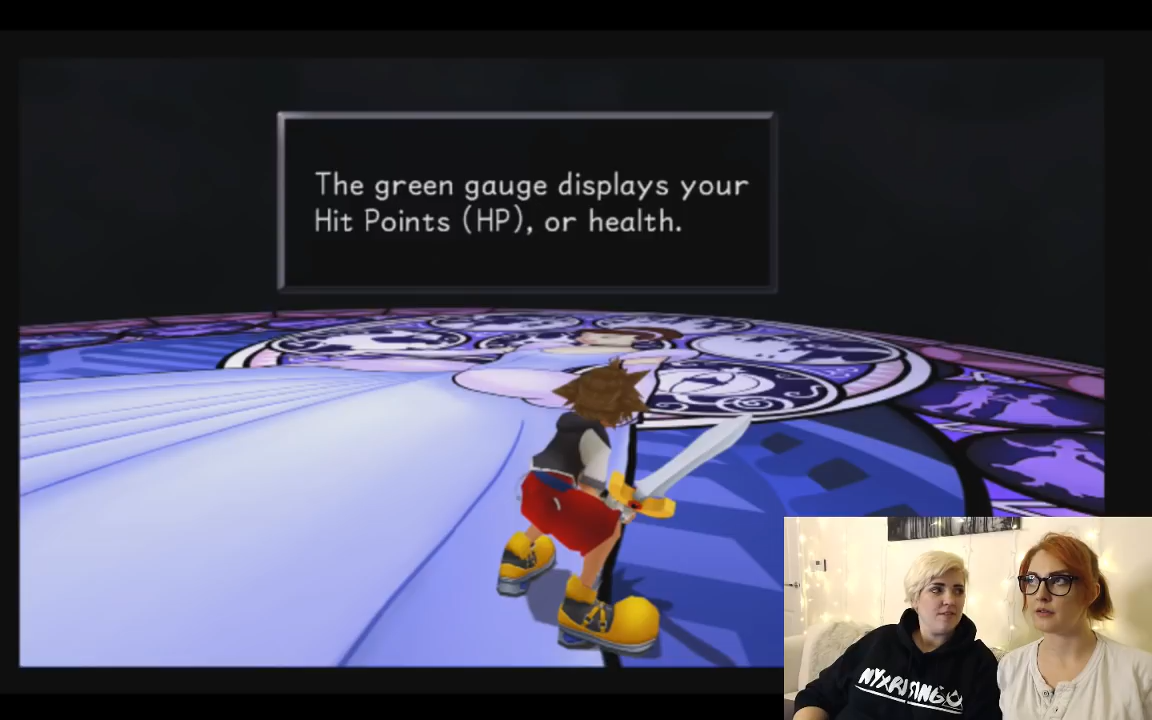 The green gauge displays your
Hit Points (HP), or health.
NYXRISING